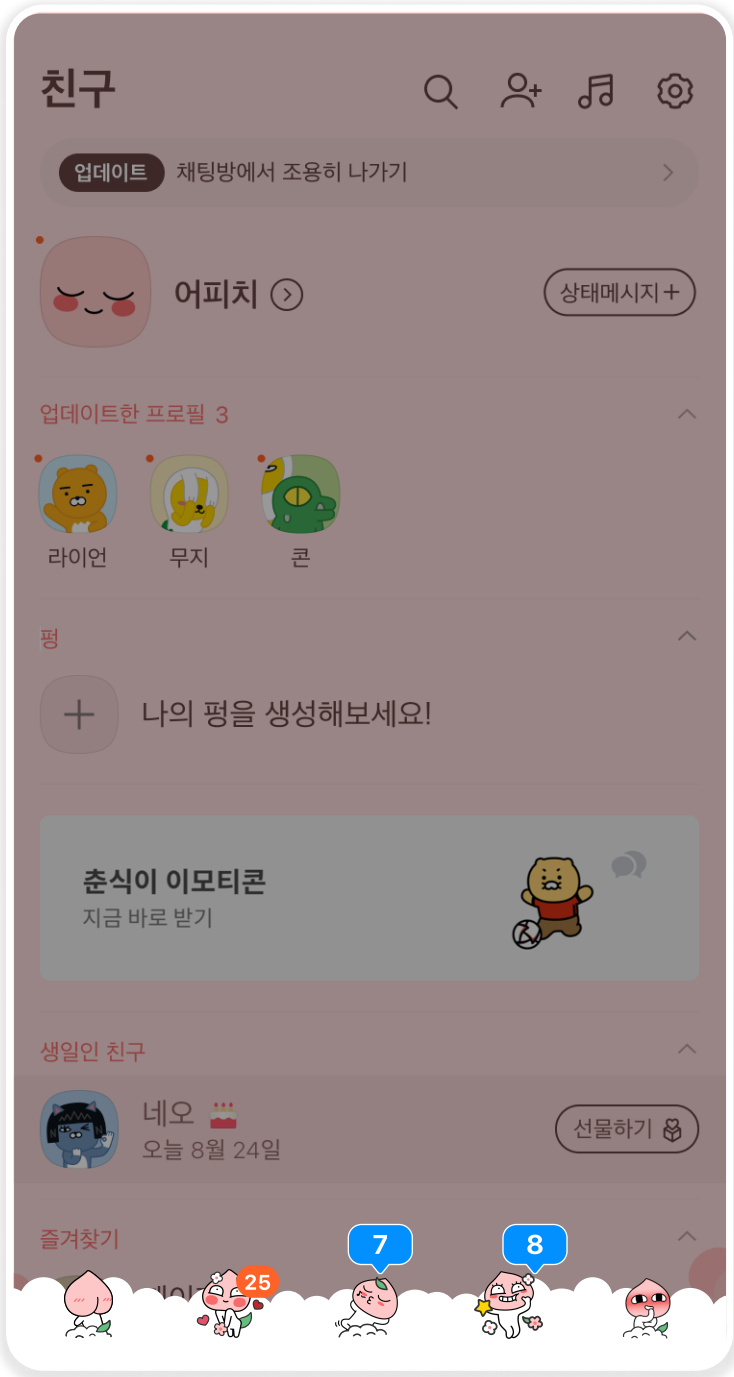 친구
업데이트 채팅방에서 조용히 나가기
어피치
상태메시지+
업데이트한 프로필 3
라이언 무지 콘
펑
나의 펑을 생성해보세요!
춘식이 이모티콘
지금 바로 받기
생일인 친구
네오
오늘 8월 24일
선물하기
즐겨찾기
25
7
8